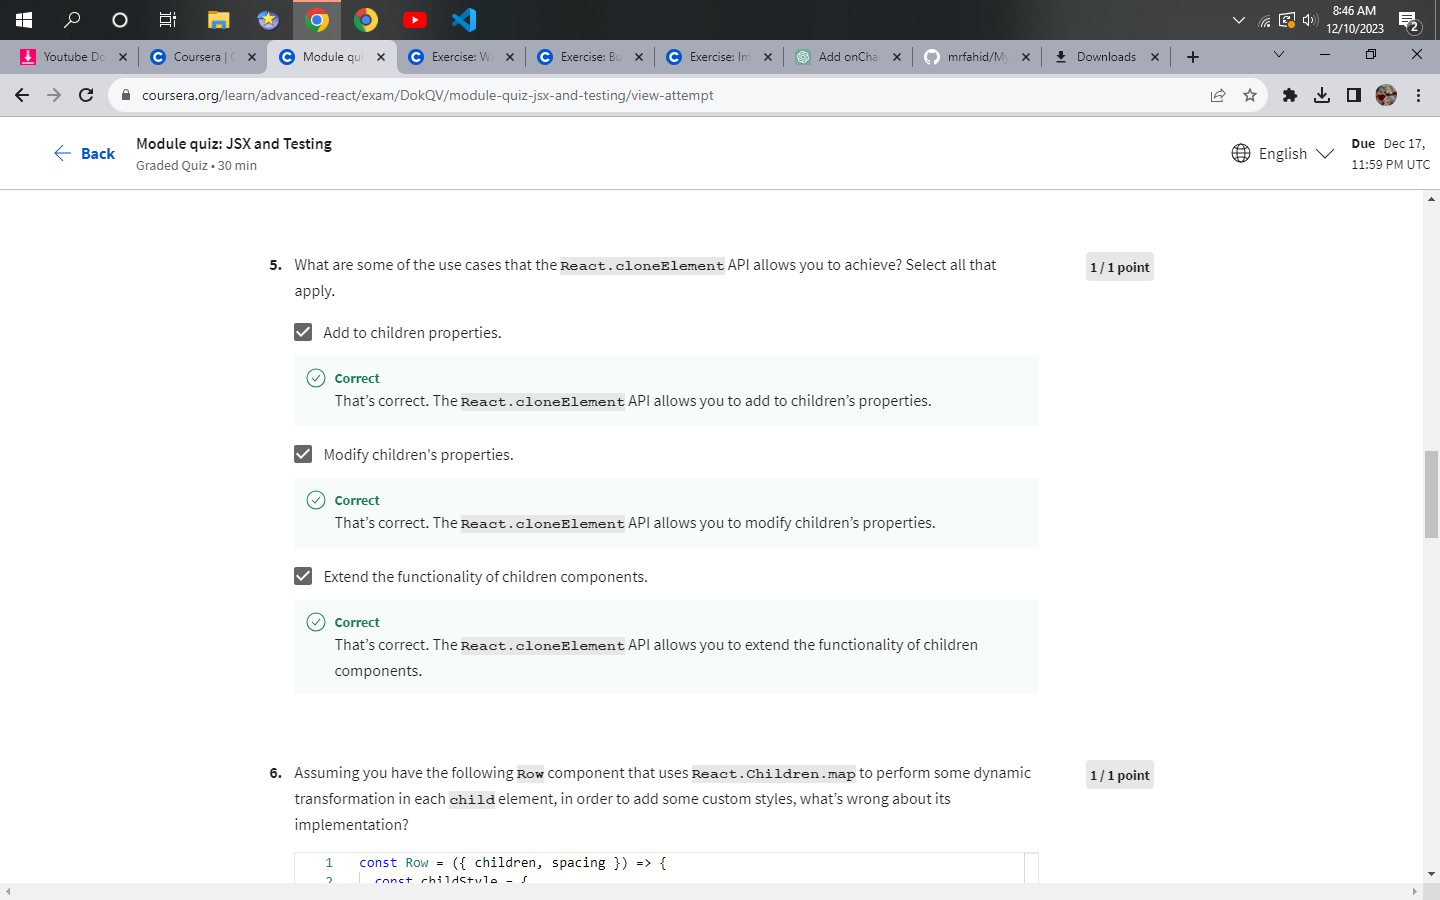 8:46 AM
12/10/2023
2
Youtube Do
Coursera | C
Module qui
Exercise: W
Exercise: Bu
Exercise: Im
Add onCha
mrfahid/My
Downloads
coursera.org/learn/advanced-react/exam/DokQV/module-quiz-jsx-and-testing/view-attempt
Back
Module quiz: JSX and Testing
Graded Quiz • 30 min
English
Due Dec 17,
11:59 PM UTC
5. What are some of the use cases that the React.cloneElement API allows you to achieve? Select all that
apply.
1 / 1 point
Add to children properties.
Correct
That’s correct. The React.cloneElement API allows you to add to children’s properties.
Modify children's properties.
Correct
That’s correct. The React.cloneElement API allows you to modify children’s properties.
Extend the functionality of children components.
Correct
That’s correct. The React.cloneElement API allows you to extend the functionality of children
components.
6. Assuming you have the following Row component that uses React.Children.map to perform some dynamic
transformation in each child element, in order to add some custom styles, what’s wrong about its
implementation?
1 / 1 point
1 const Row = ({ children, spacing }) => {
2 const childStyle = {